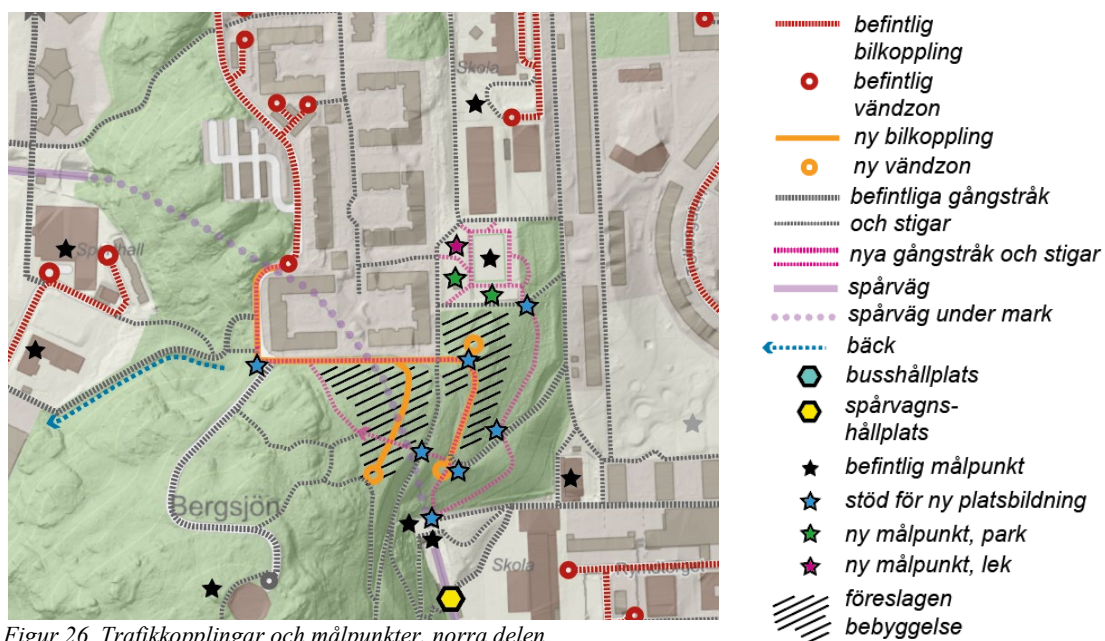 Skola
Sporthall
Bergsjön
Skola
Rymdtorget
Figur 26. Trafikkopplingar och målpunkter, norra delen
befintlig
bilkoppling
befintlig
vändzon
ny bilkoppling
ny vändzon
befintliga gångstråk
och stigar
nya gångstråk och stigar
spårväg
spårväg under mark
bäck
busshållplats
spårvagns-
hållplats
befintlig målpunkt
stöd för ny platsbildning
ny målpunkt, park
ny målpunkt, lek
föreslagen
bebyggelse